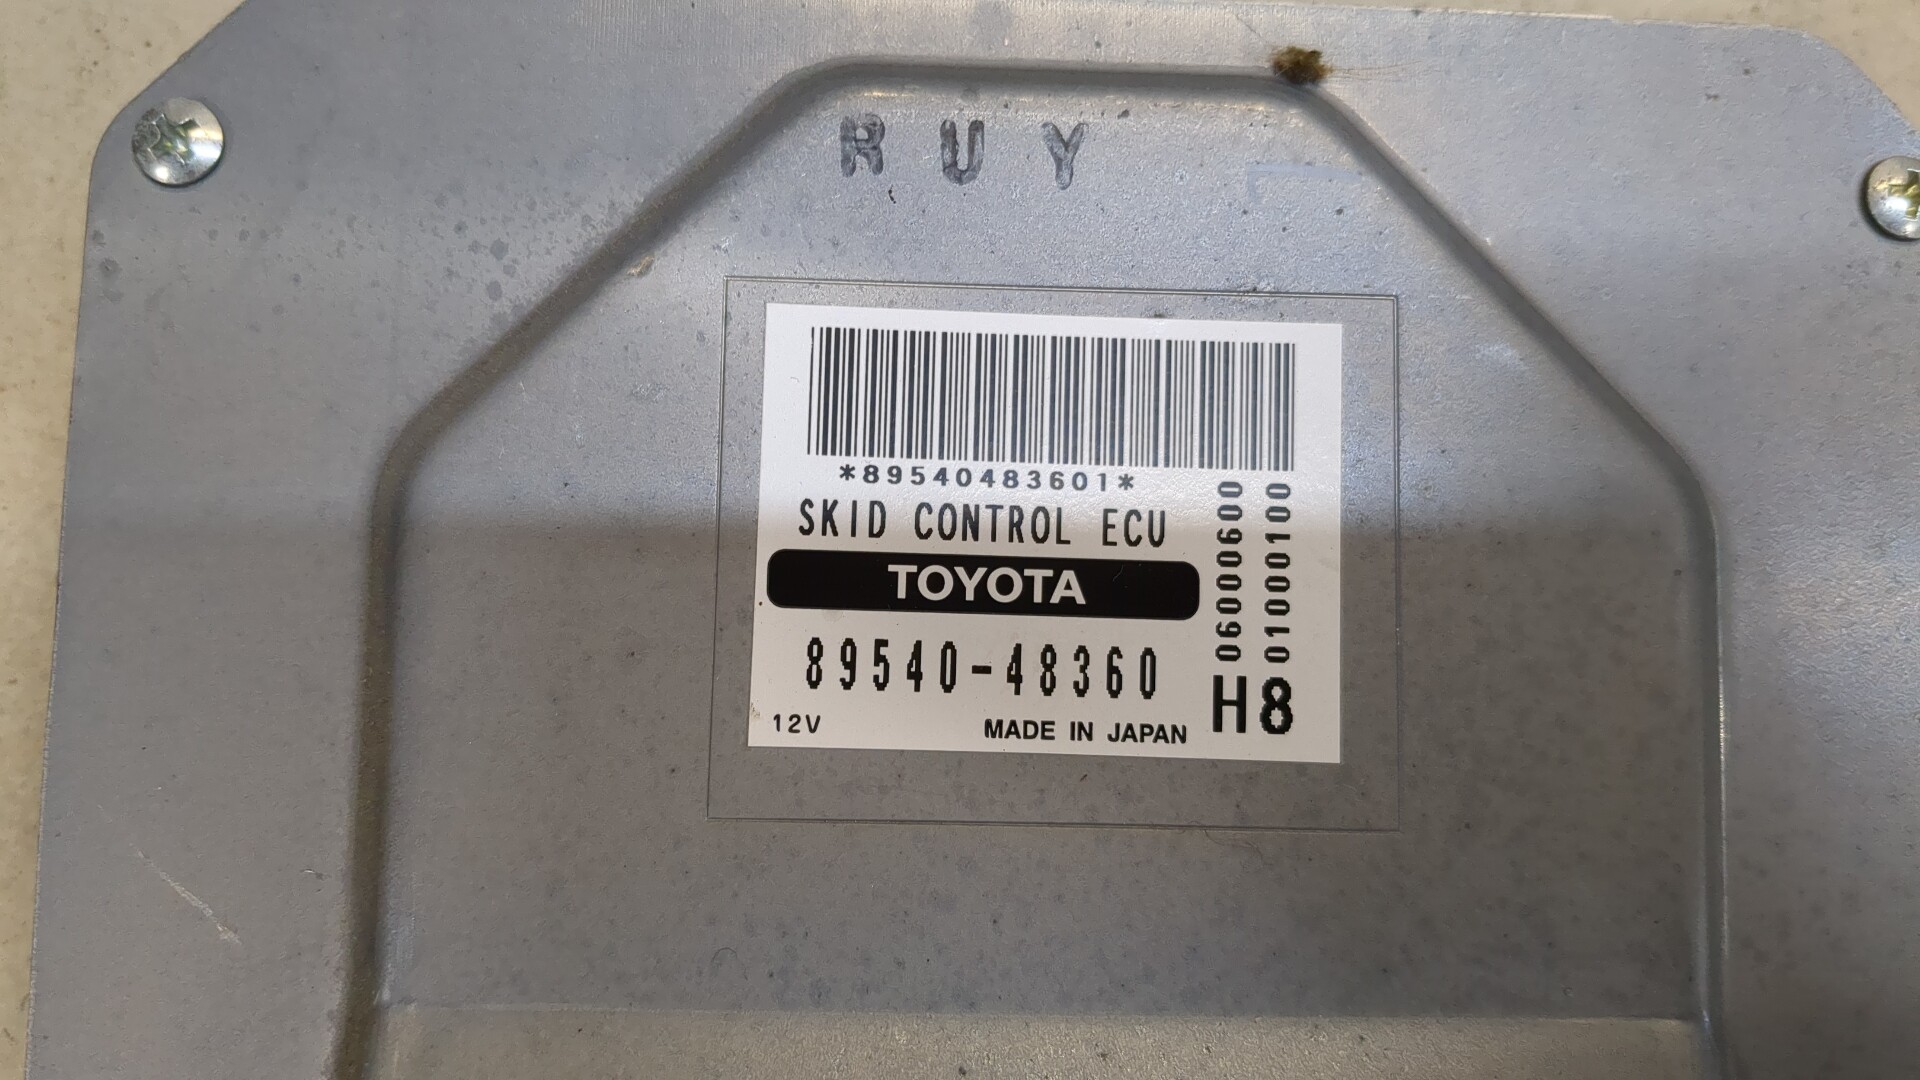 RUY
*89540483601*
SKID CONTROL ECU
TOYOTA
89540-48360
12V MADE IN JAPAN
06000600
01000100
H8